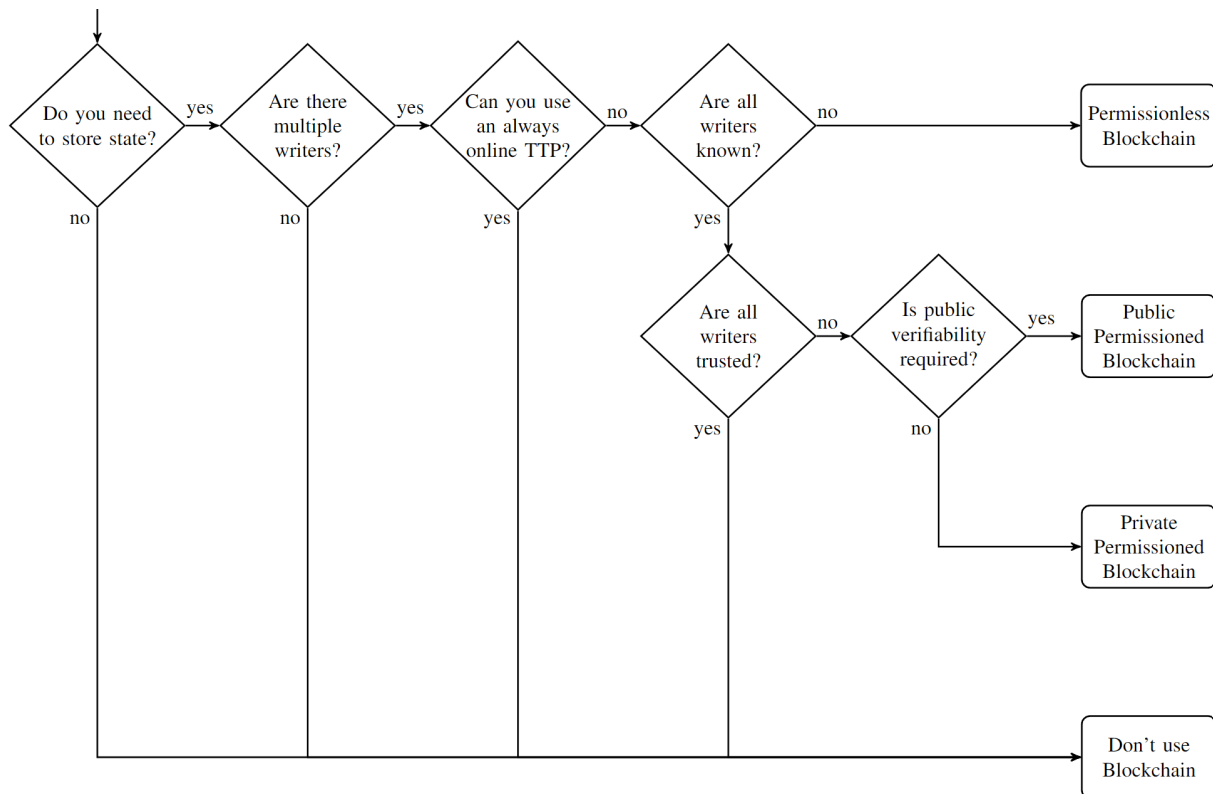 Do you need
to store state?
yes
Are there
multiple
writers?
yes
Can you use
an always
online TTP?
no
Are all
writers
known?
no
Permissionless
Blockchain
no
no
yes
yes
Are all
writers
trusted?
no
Is public
verifiability
required?
yes
Public
Permissioned
Blockchain
yes
no
Private
Permissioned
Blockchain
Don't use
Blockchain